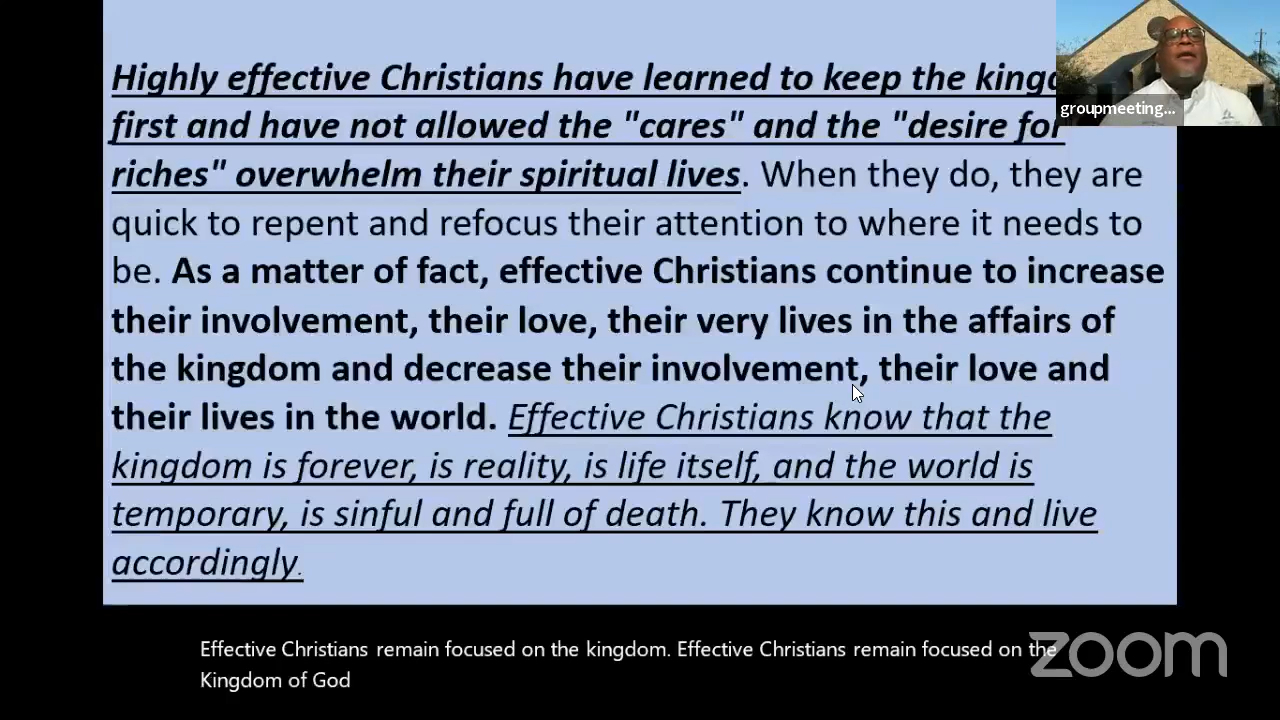 Highly effective Christians have learned to keep the
first and have not allowed the "cares" and the "desire for
riches" overwhelm their spiritual lives. When they do, they are
quick to repent and refocus their attention to where it needs to
be. As a matter of fact, effective Christians continue to increase
their involvement, their love, their very lives in the affairs of
the kingdom and decrease their involvement, their love and
their lives in the world. Effective Christians know that the
kingdom is forever, is reality, is life itself, and the world is
temporary, is sinful and full of death. They know this and live
accordingly.
groupmeeting...
Effective Christians remain focused on the kingdom. Effective Christians remain focused on the
Kingdom of God
zoom